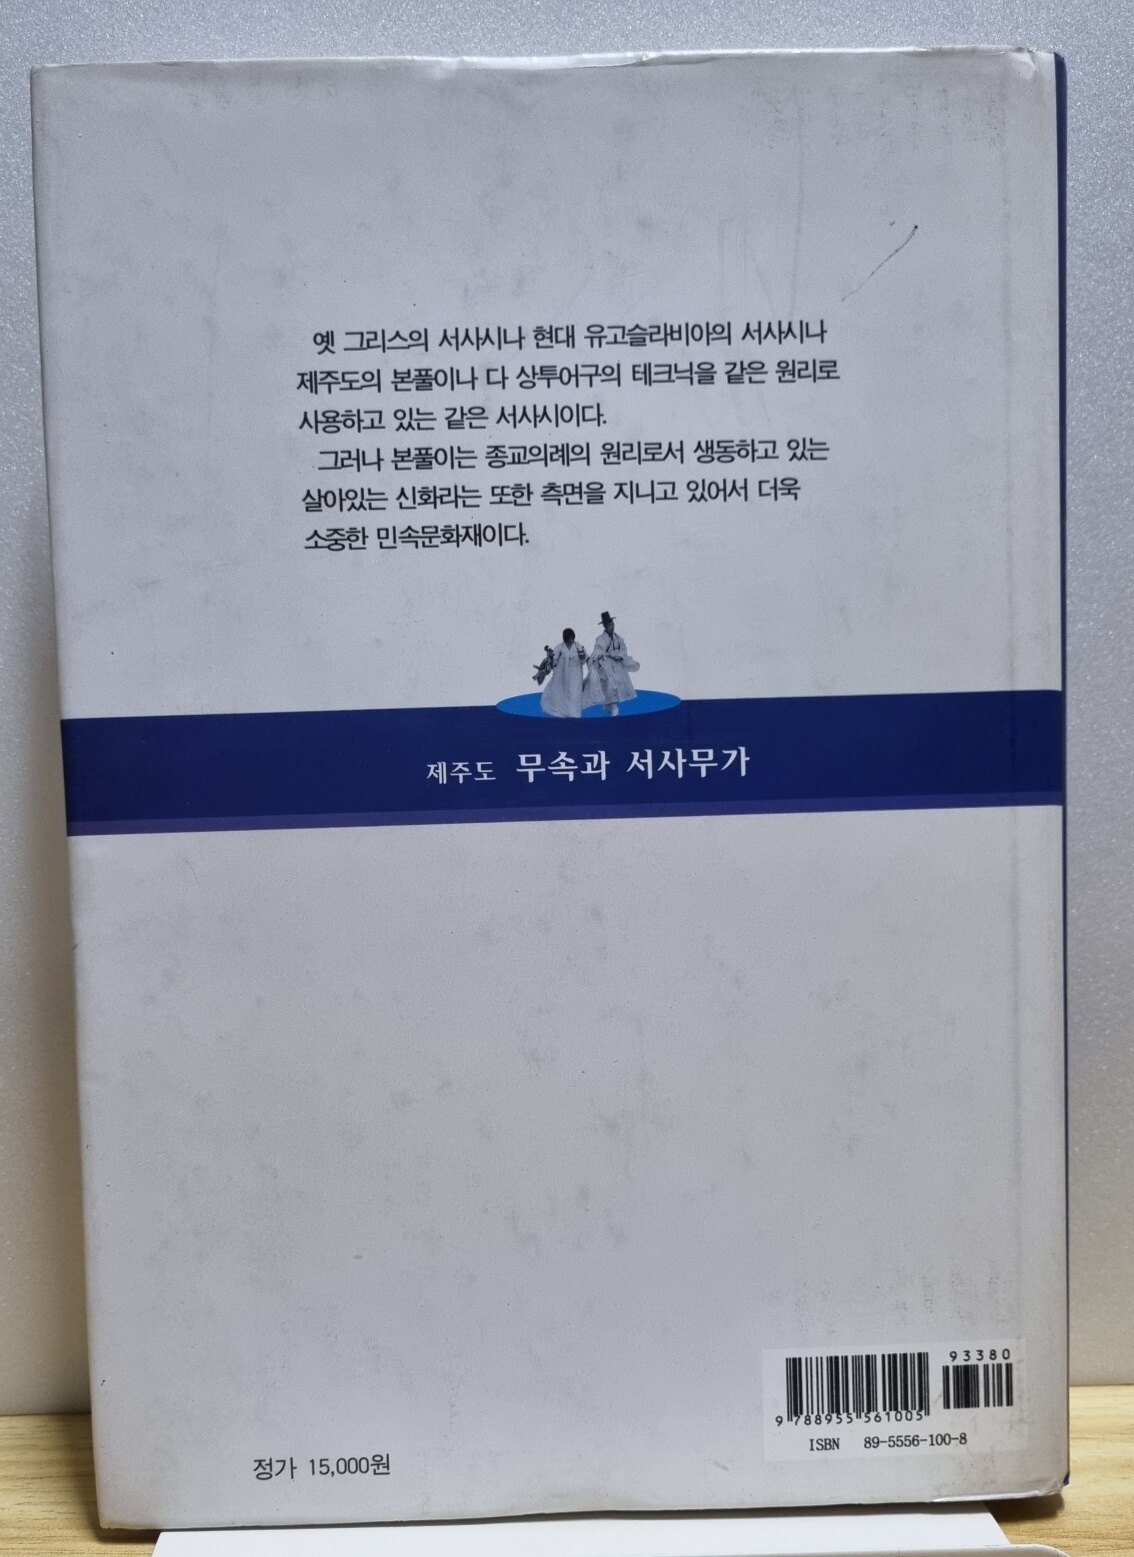 옛 그리스의 서사시나 현대 유고슬라비아의 서사시나
제주도의 본풀이나 다 상투어구의 테크닉을 같은 원리로
사용하고 있는 같은 서사시이다.
그러나 본풀이는 종교의례의 원리로서 생동하고 있는
살아있는 신화라는 또한 측면을 지니고 있어서 더욱
소중한 민속문화재이다.
제주도 무속과 서사무가
93380
9 788955 561005
ISBN 89-5556-100-8
정가 15,000원